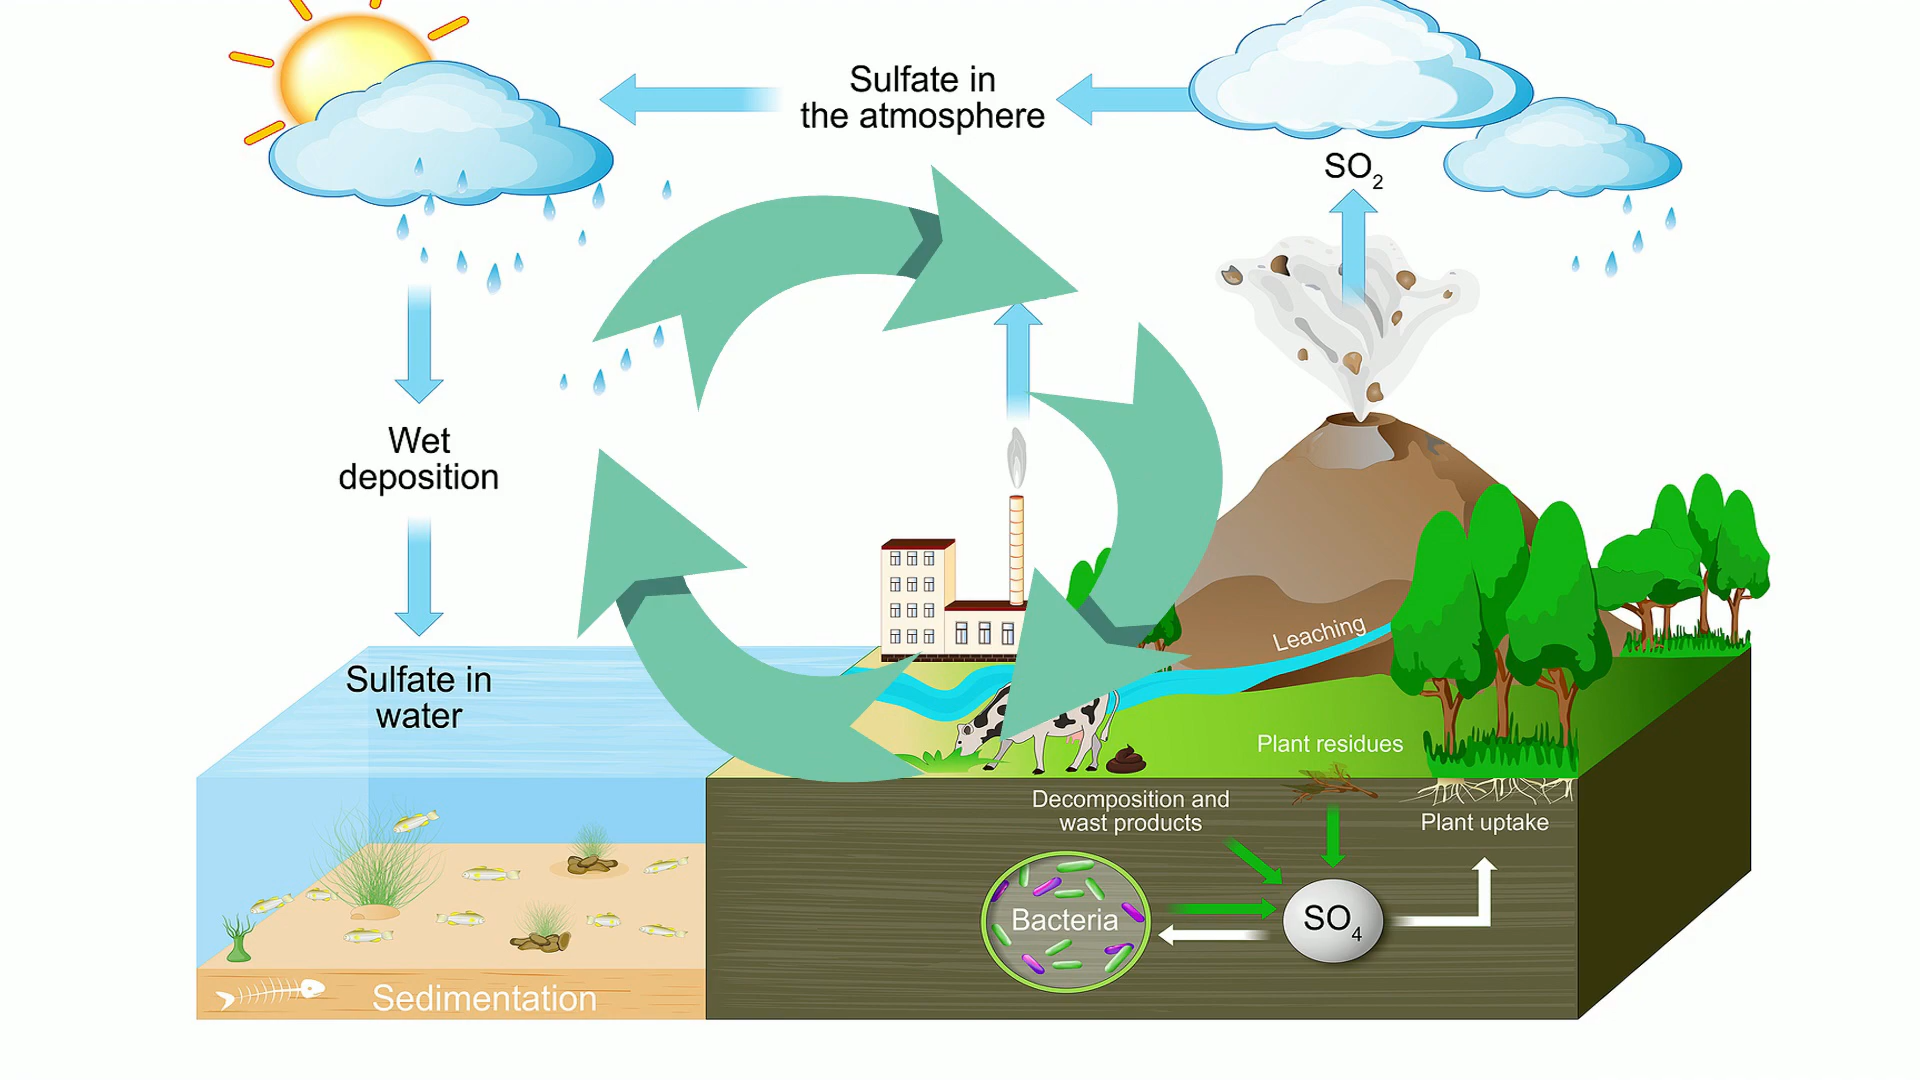 Sulfate in
the atmosphere
SO2
Wet
deposition
Leaching
Sulfate in
water
Plant residues
Decomposition and
wast products
Plant uptake
Bacteria
SO4
Sedimentation